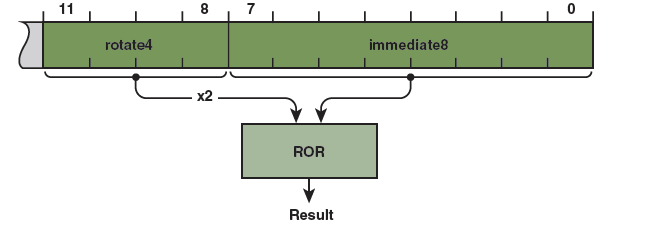 11 8 7 0
rotate4 immediate8
x2
ROR
Result